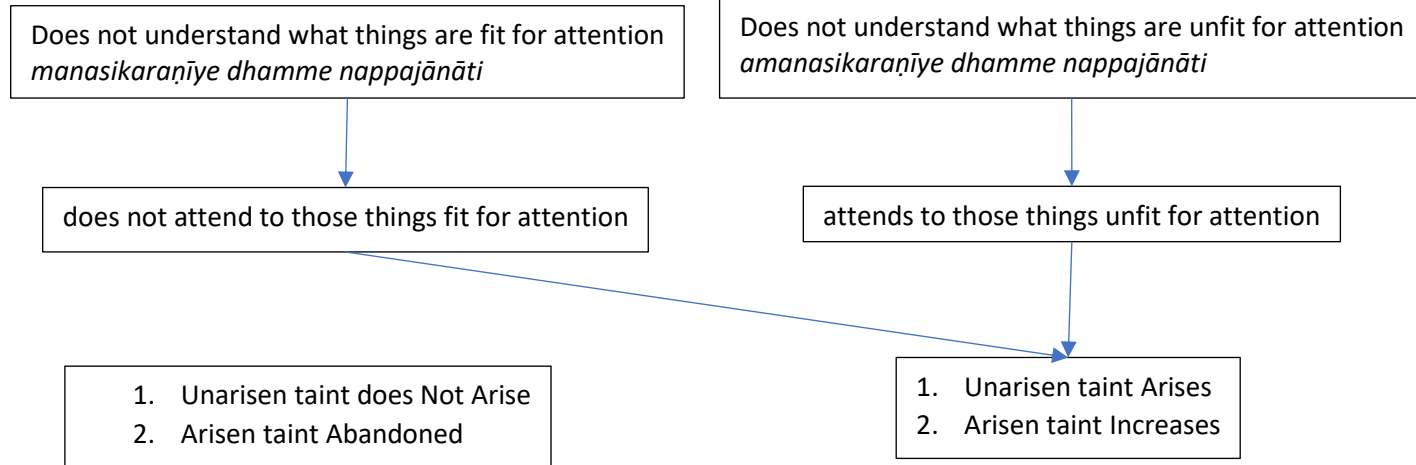 Does not understand what things are fit for attention
manasikaraṇīye dhamme nappajānāti
Does not understand what things are unfit for attention
amanasikaraṇīye dhamme nappajānāti
does not attend to those things fit for attention
attends to those things unfit for attention
1. Unarisen taint does Not Arise
2. Arisen taint Abandoned
1. Unarisen taint Arises
2. Arisen taint Increases